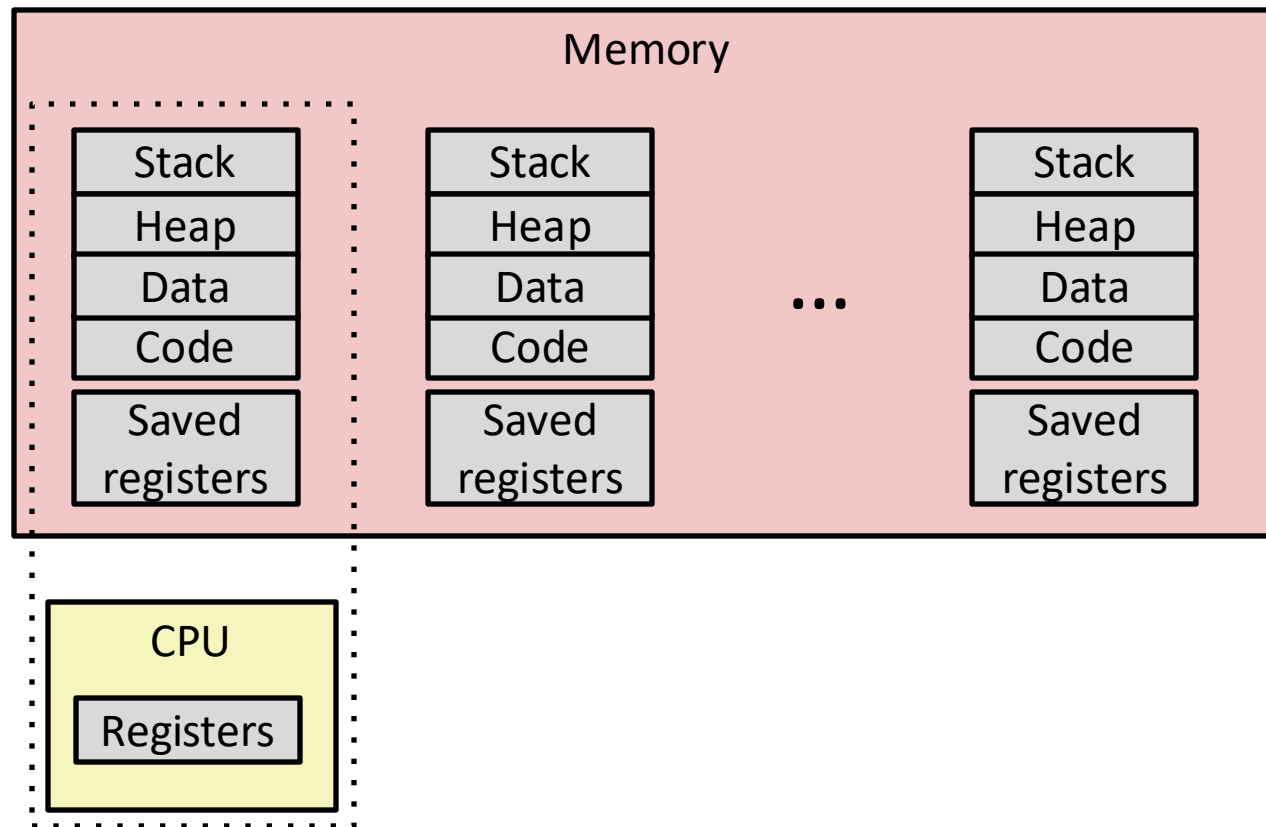 Memory
Stack
Heap
Data
Code
Saved
registers
Stack
Heap
Data
Code
Saved
registers
...
Stack
Heap
Data
Code
Saved
registers
CPU
Registers